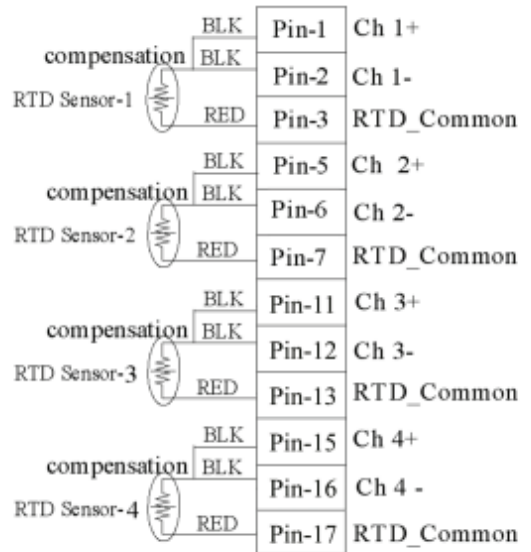 BLK Pin-1 Ch 1+
compensation BLK Pin-2 Ch 1-
RTD Sensor-1
RED Pin-3 RTD_Common
BLK Pin-5 Ch 2+
compensation BLK Pin-6 Ch 2-
RTD Sensor-2
RED Pin-7 RTD_Common
BLK Pin-11 Ch 3+
compensation BLK Pin-12 Ch 3-
RTD Sensor-3
RED Pin-13 RTD_Common
BLK Pin-15 Ch 4+
compensation BLK Pin-16 Ch 4 -
RTD Sensor-4
RED Pin-17 RTD_Common